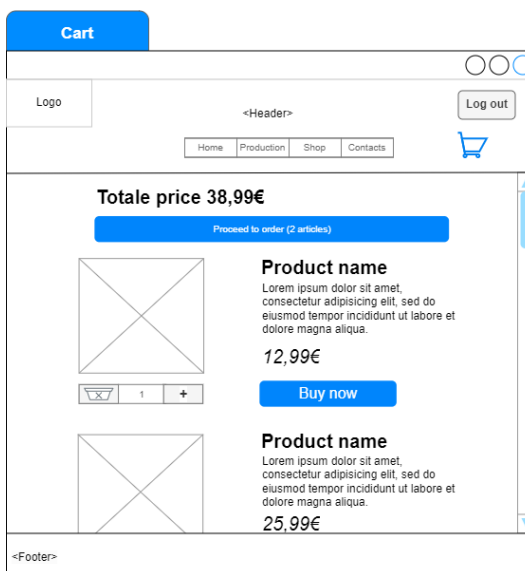 Cart
Logo
<Header>
Log out
Home Production Shop Contacts
Totale price 38,99€
Proceed to order (2 articles)
Product name
Lorem ipsum dolor sit amet,
consectetur adipisicing elit, sed do
eiusmod tempor incididunt ut labore et
dolore magna aliqua.
12,99€
1 +
Buy now
Product name
Lorem ipsum dolor sit amet,
consectetur adipisicing elit, sed do
eiusmod tempor incididunt ut labore et
dolore magna aliqua.
25,99€
<Footer>